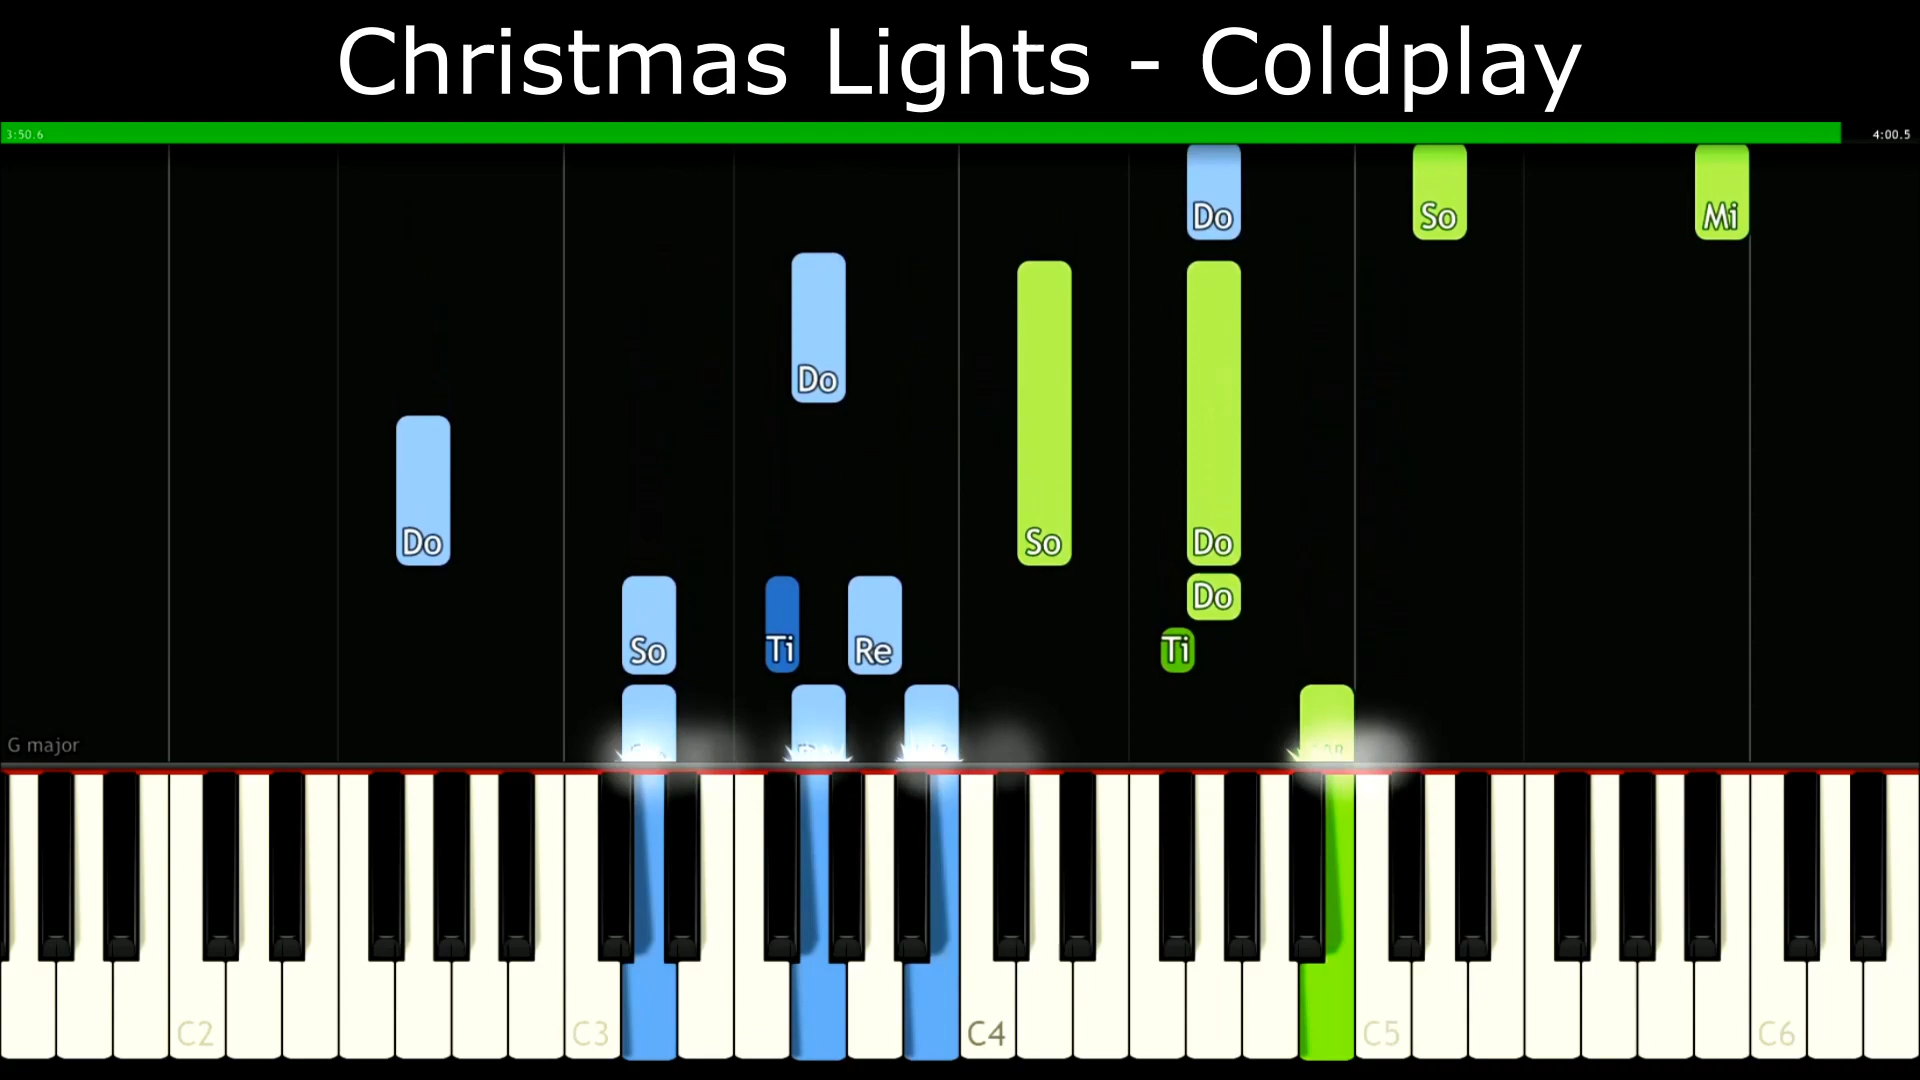 Christmas Lights - Coldplay
3:50.6 4:00.5
Do So Mi
Do
Do So Do
Do
So Ti Re Ti
G major
C2 C3 C4 C5 C6